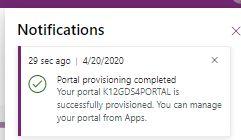 Notifications
29 sec ago | 4/20/2020
Portal provisioning completed
Your portal K12GDS4PORTAL is
successfully provisioned. You can manage
your portal from Apps.